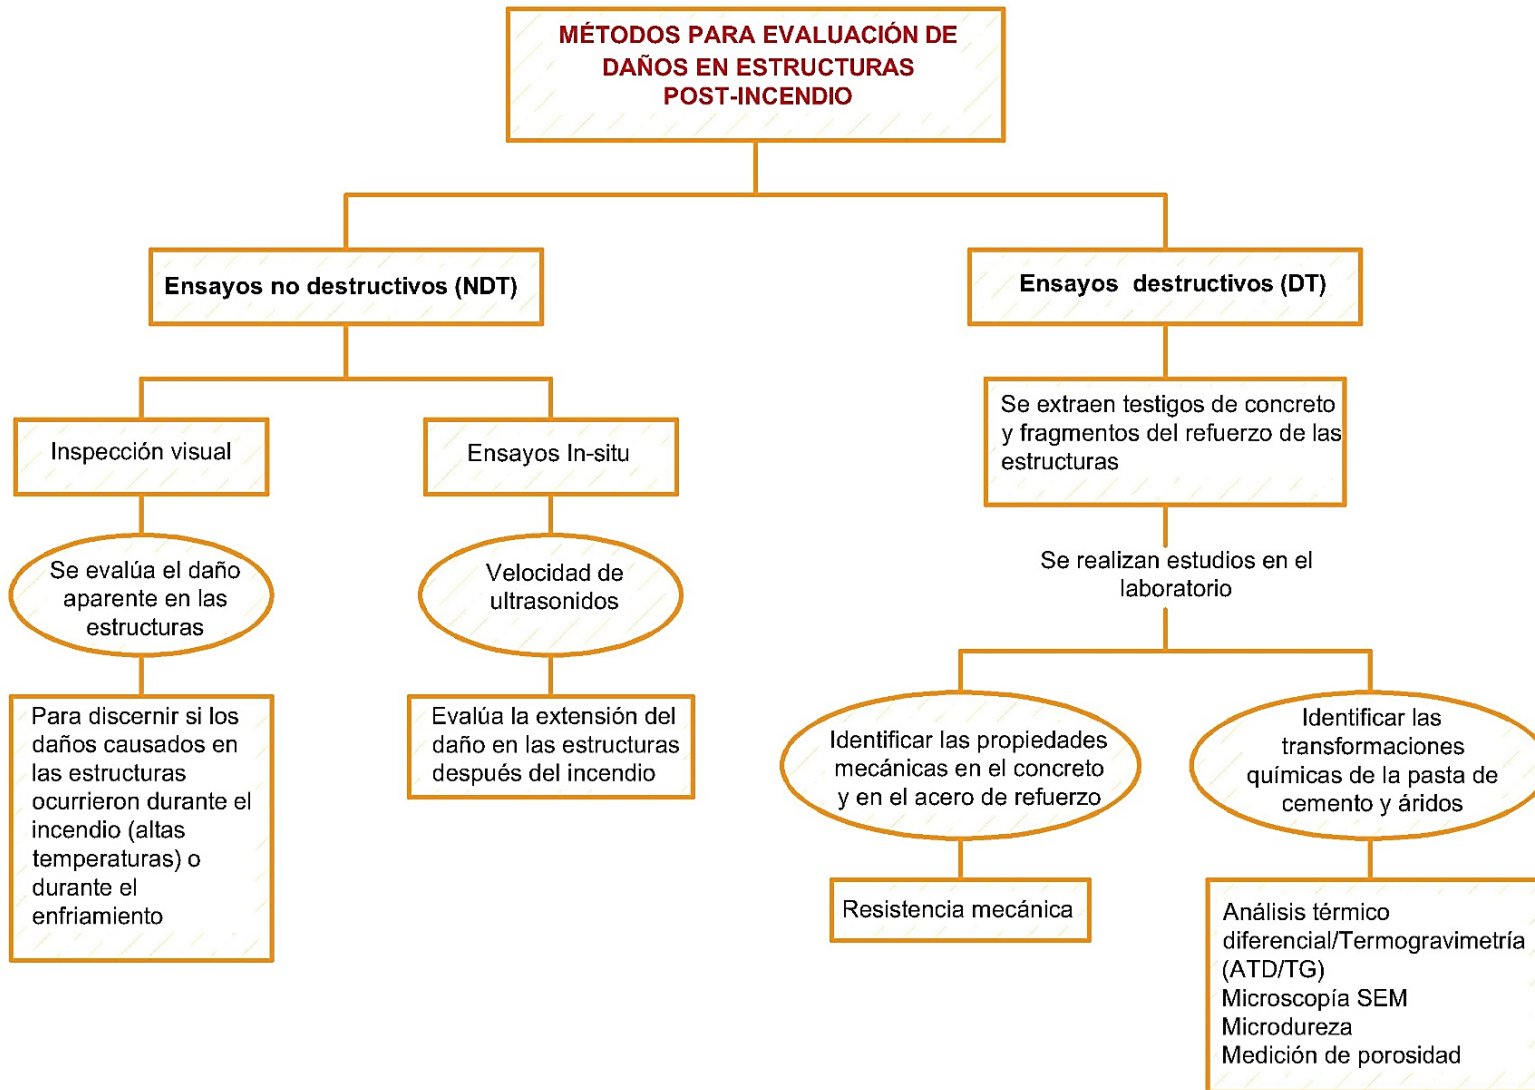 MÉTODOS PARA EVALUACIÓN DE
DAÑOS EN ESTRUCTURAS
POST-INCENDIO
Ensayos no destructivos (NDT)
Ensayos destructivos (DT)
Inspección visual
Ensayos In-situ
Se extraen testigos de concreto
y fragmentos del refuerzo de las
estructuras
Se evalúa el daño
aparente en las
estructuras
Velocidad de
ultrasonidos
Se realizan estudios en el
laboratorio
Para discernir si los
daños causados en
las estructuras
ocurrieron durante el
incendio (altas
temperaturas) o
durante el
enfriamiento
Evalúa la extensión del
daño en las estructuras
después del incendio
Identificar las propiedades
mecánicas en el concreto
y en el acero de refuerzo
Identificar las
transformaciones
químicas de la pasta de
cemento y áridos
Resistencia mecánica
Análisis térmico
diferencial/Termogravimetría
(ATD/TG)
Microscopía SEM
Microdureza
Medición de porosidad